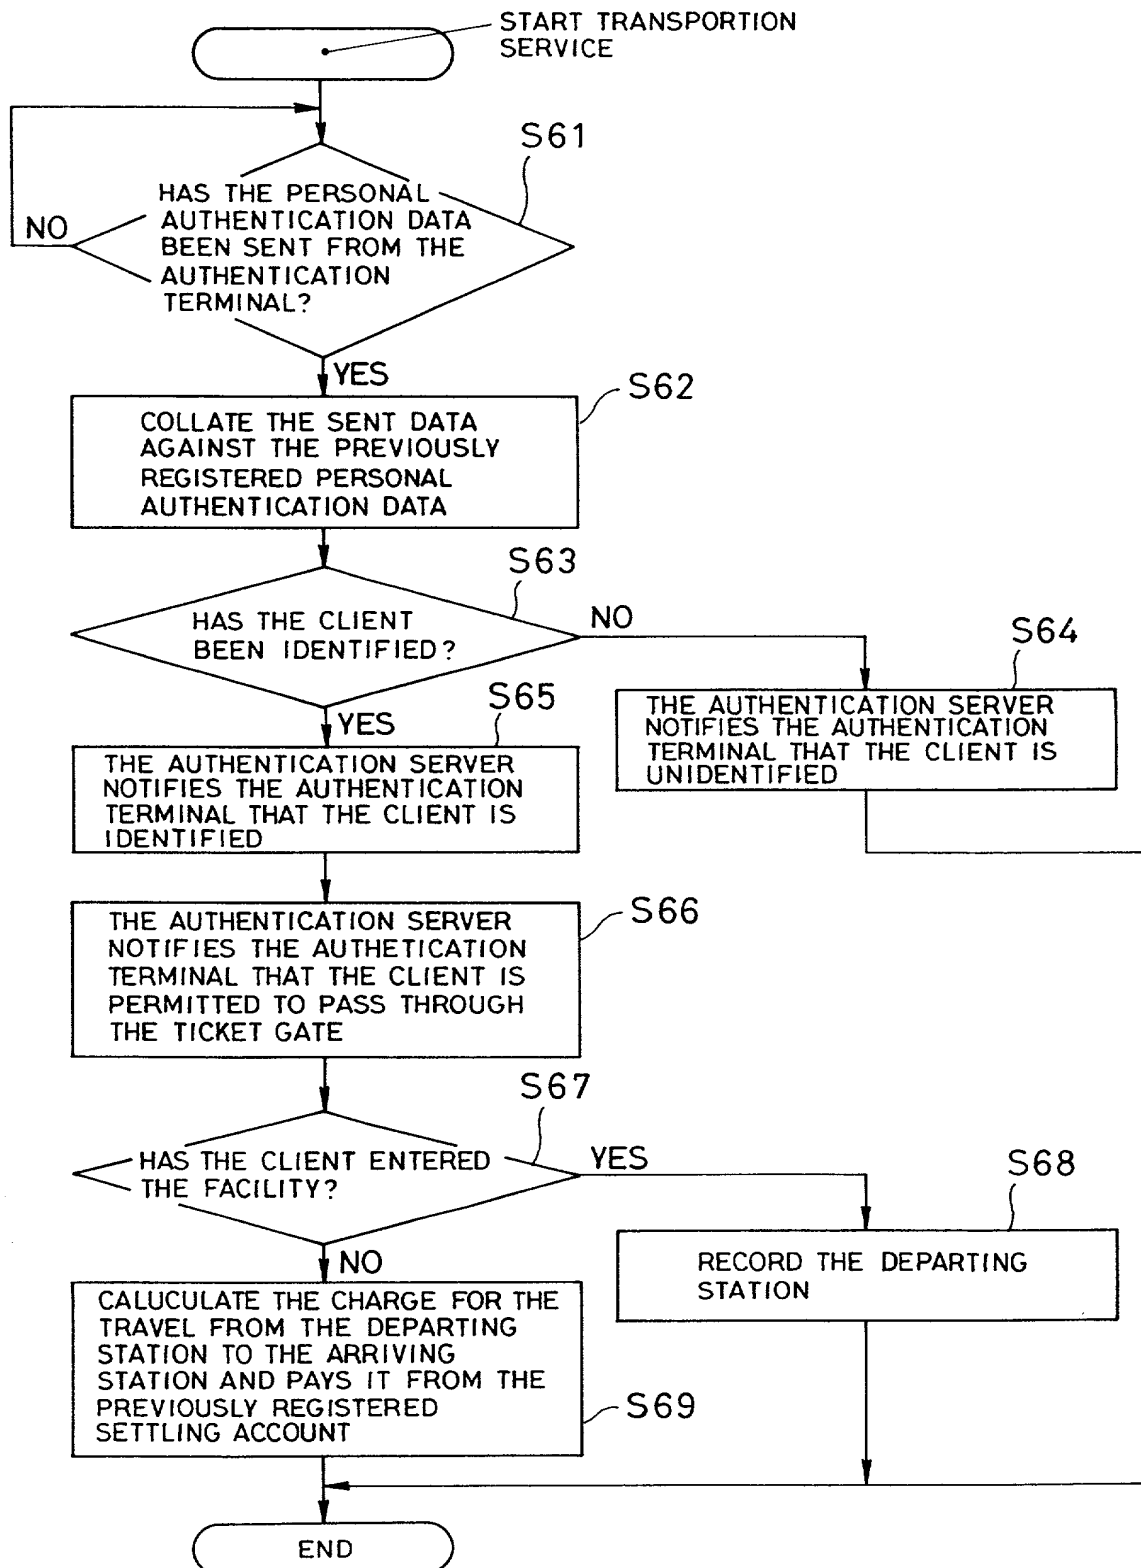 START TRANSPORTION
SERVICE
S61
HAS THE PERSONAL
AUTHENTICATION DATA
BEEN SENT FROM THE
AUTHENTICATION
TERMINAL?
NO
YES
S62
COLLATE THE SENT DATA
AGAINST THE PREVIOUSLY
REGISTERED PERSONAL
AUTHENTICATION DATA
S63
HAS THE CLIENT
BEEN IDENTIFIED?
NO
S64
THE AUTHENTICATION SERVER
NOTIFIES THE AUTHENTICATION
TERMINAL THAT THE CLIENT IS
UNIDENTIFIED
YES
S65
THE AUTHENTICATION SERVER
NOTIFIES THE AUTHENTICATION
TERMINAL THAT THE CLIENT IS
IDENTIFIED
S66
THE AUTHENTICATION SERVER
NOTIFIES THE AUTHETICATION
TERMINAL THAT THE CLIENT IS
PERMITTED TO PASS THROUGH
THE TICKET GATE
S67
HAS THE CLIENT ENTERED
THE FACILITY?
YES
S68
RECORD THE DEPARTING
STATION
NO
CALUCULATE THE CHARGE FOR THE
TRAVEL FROM THE DEPARTING
STATION TO THE ARRIVING
STATION AND PAYS IT FROM THE
PREVIOUSLY REGISTERED
SETTLING ACCOUNT
S69
END